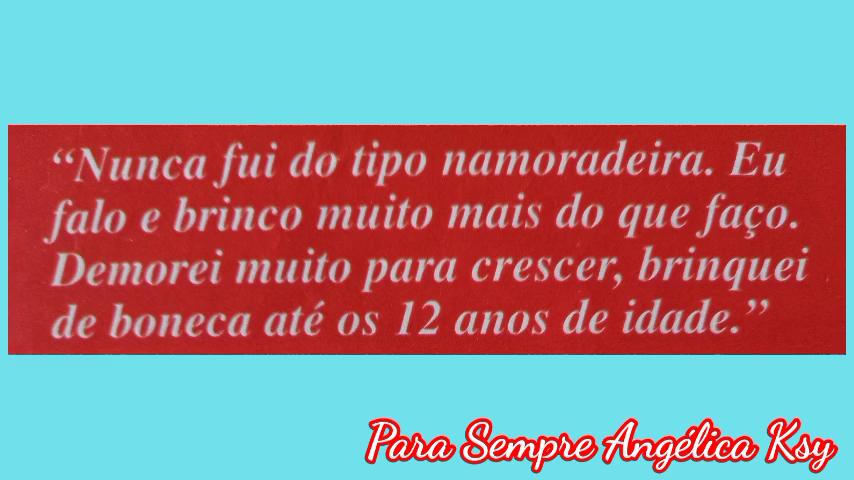 “Nunca fui do tipo namoradeira. Eu
falo e brinco muito mais do que faço.
Demorei muito para crescer, brinquei
de boneca até os 12 anos de idade.”
Para Sempre Angélica Ksy